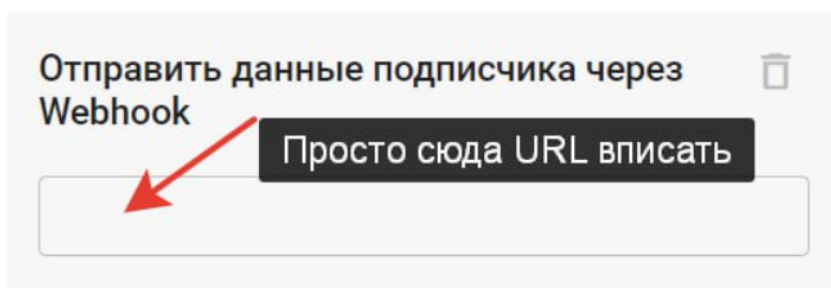 Отправить данные подписчика через
Webhook
Просто сюда URL вписать